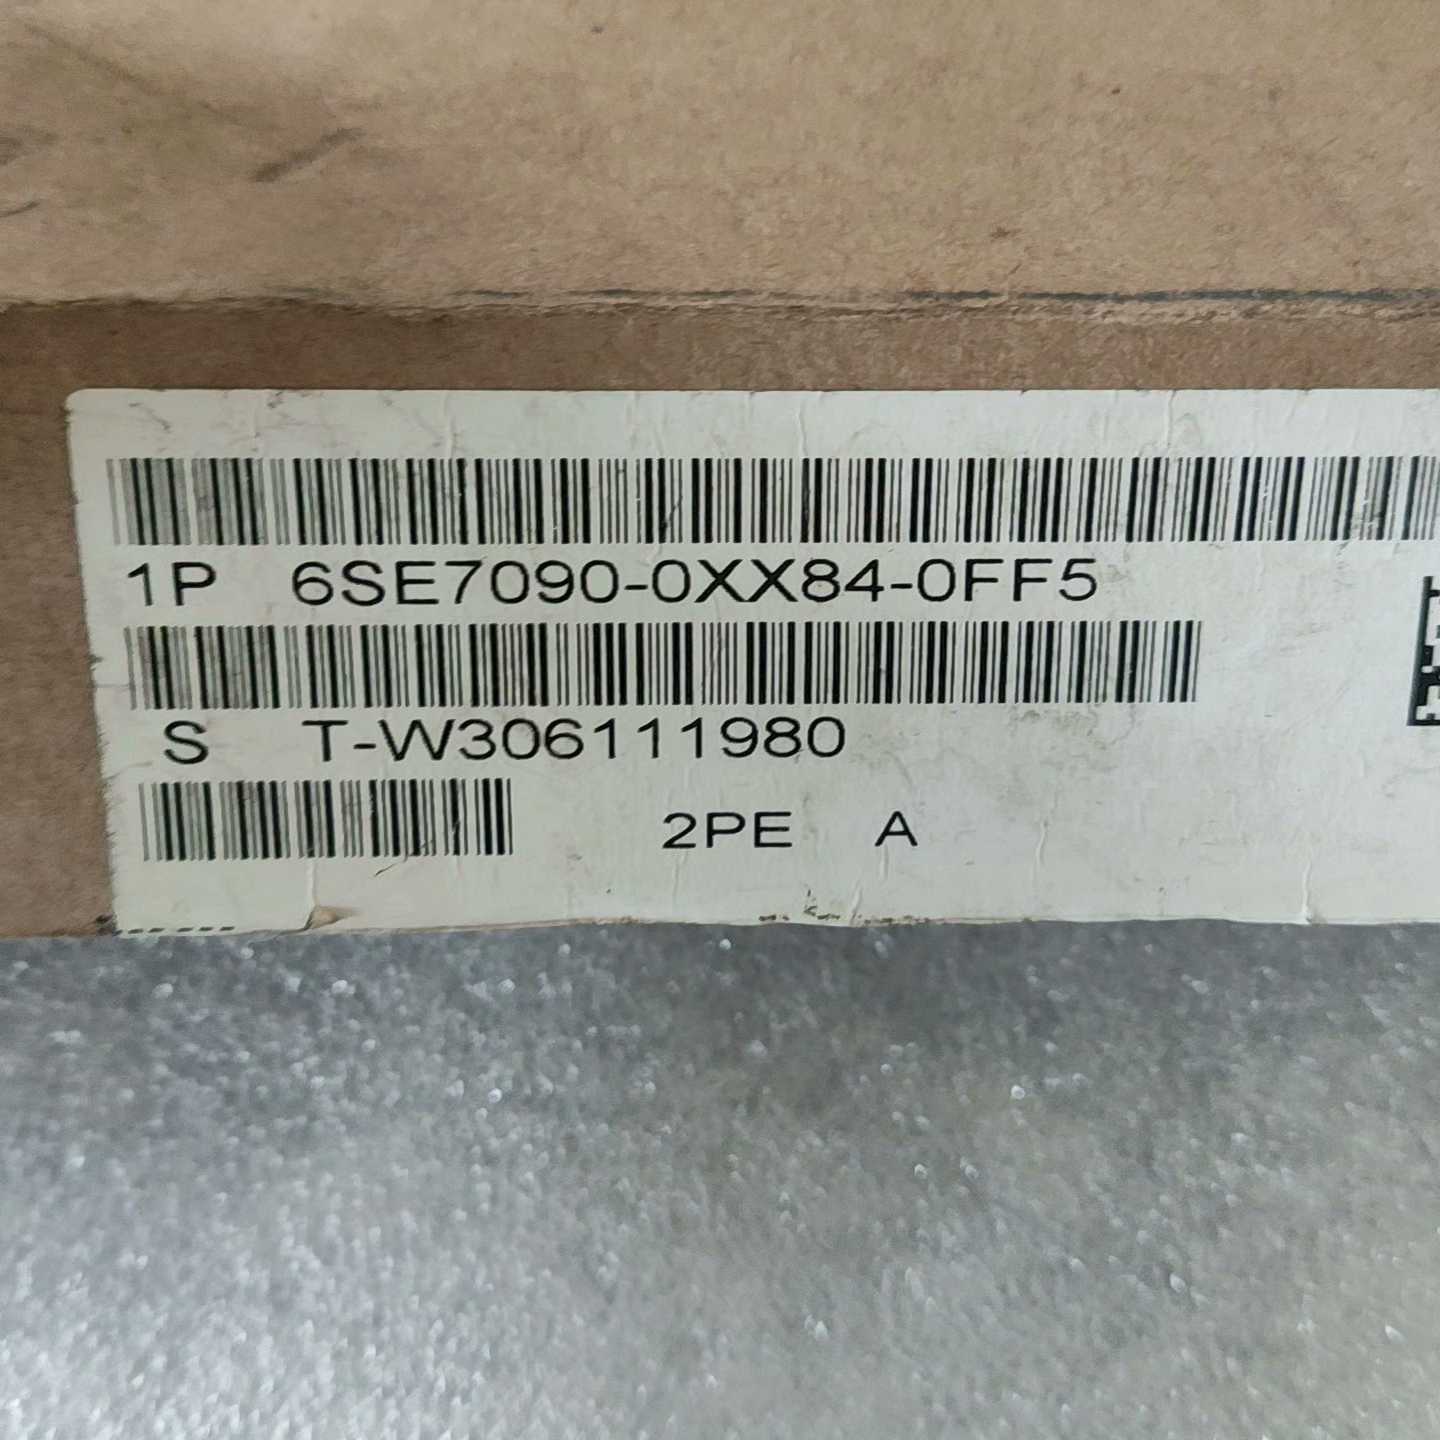 1P 6SE7090-0XX84-0FF5
S T-W306111980
2PE A